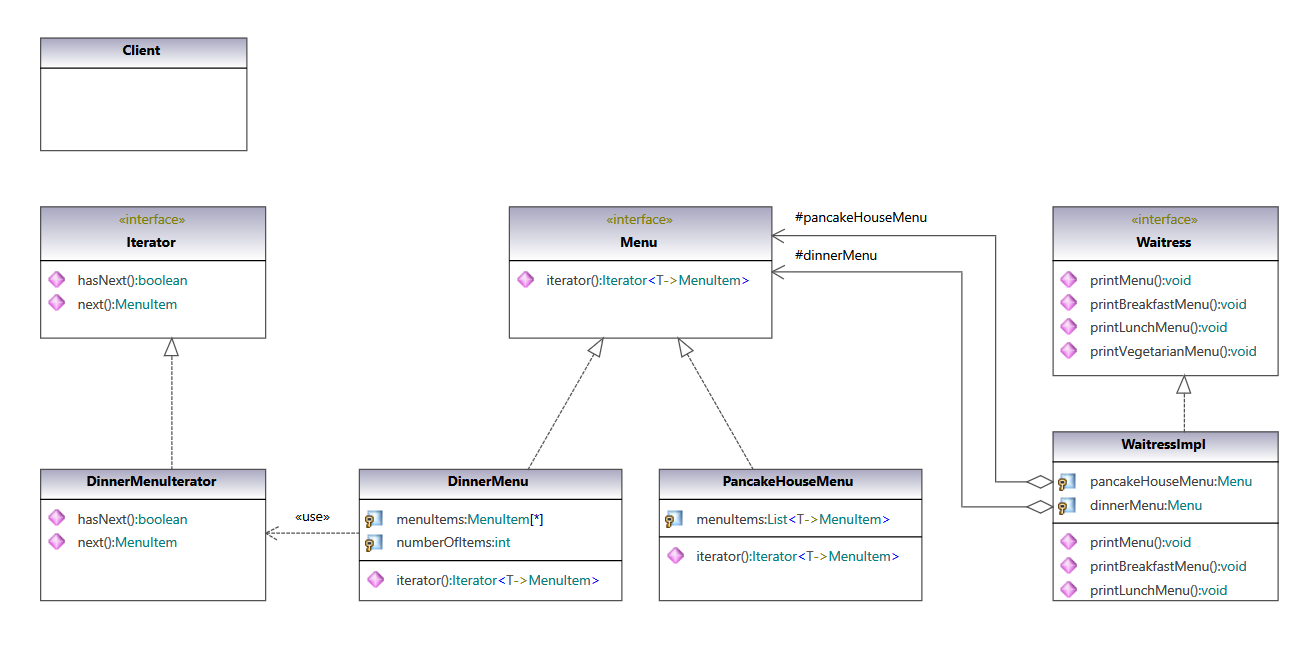 Client
«interface»
Iterator
hasNext():boolean
next():MenuItem
«interface»
Menu
iterator():Iterator<T->MenuItem>
#pancakeHouseMenu
#dinnerMenu
«interface»
Waitress
printMenu():void
printBreakfastMenu():void
printLunchMenu():void
printVegetarianMenu():void
DinnerMenuIterator
hasNext():boolean
next():MenuItem
«use»
DinnerMenu
menuItems:MenuItem[*]
numberOfItems:int
iterator():Iterator<T->MenuItem>
PancakeHouseMenu
menuItems:List<T->MenuItem>
iterator():Iterator<T->MenuItem>
WaitressImpl
pancakeHouseMenu:Menu
dinnerMenu:Menu
printMenu():void
printBreakfastMenu():void
printLunchMenu():void